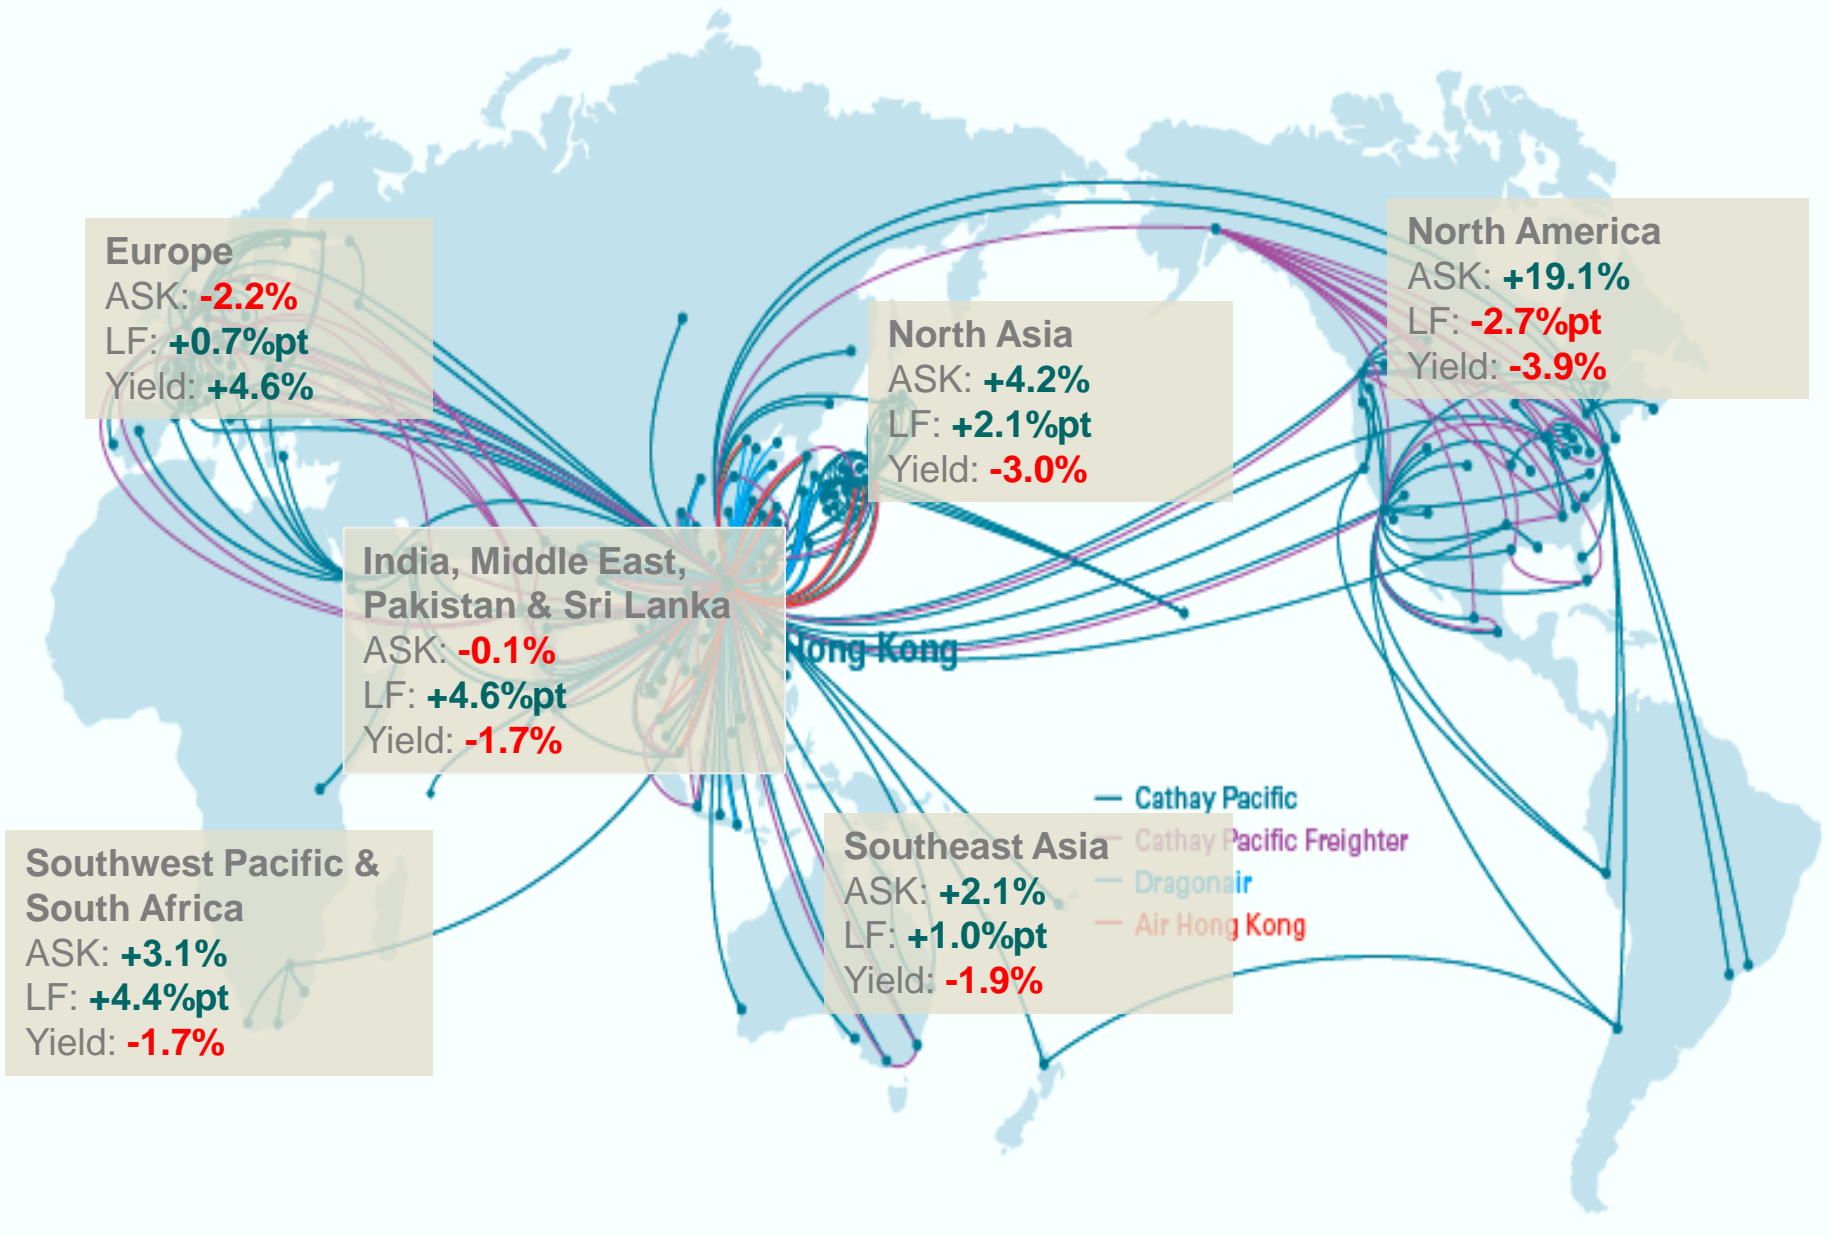 Europe
ASK: -2.2%
LF: +0.7%pt
Yield: +4.6%
North America
ASK: +19.1%
LF: -2.7%pt
Yield: -3.9%
North Asia
ASK: +4.2%
LF: +2.1%pt
Yield: -3.0%
India, Middle East,
Pakistan & Sri Lanka
ASK: -0.1%
LF: +4.6%pt
Yield: -1.7%
Hong Kong
Southwest Pacific &
South Africa
ASK: +3.1%
LF: +4.4%pt
Yield: -1.7%
Southeast Asia
ASK: +2.1%
LF: +1.0%pt
Yield: -1.9%
Cathay Pacific
Cathay Pacific Freighter
Dragonair
Air Hong Kong